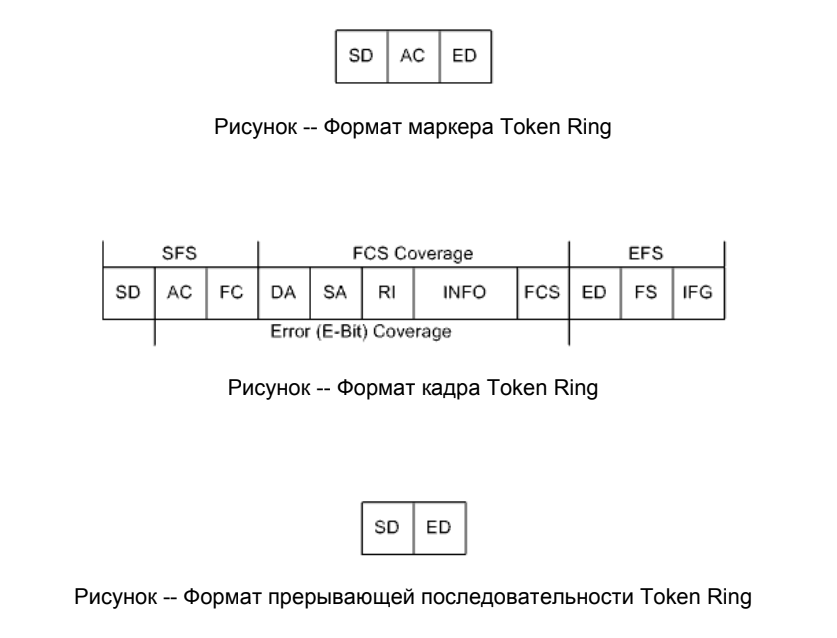 SD AC ED
Рисунок -- Формат маркера Token Ring
SFS FCS Coverage EFS
SD AC FC DA SA RI INFO FCS ED FS IFG
Error (E-Bit) Coverage
Рисунок -- Формат кадра Token Ring
SD ED
Рисунок -- Формат прерывающей последовательности Token Ring